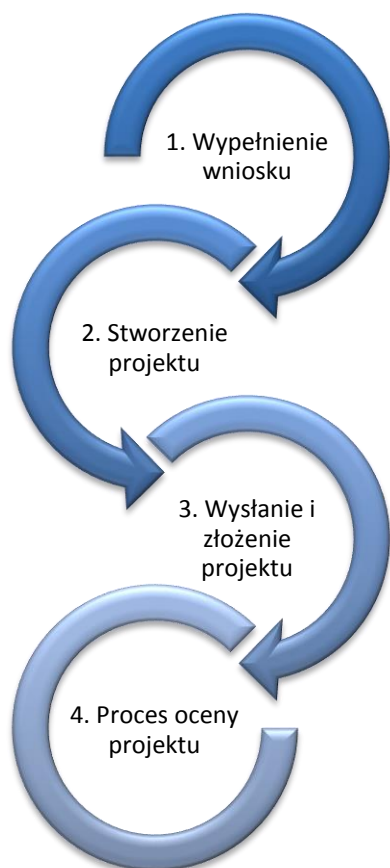 1. Wypełnienie
wniosku
2. Stworzenie
projektu
3. Wysłanie i
złożenie
projektu
4. Proces oceny
projektu